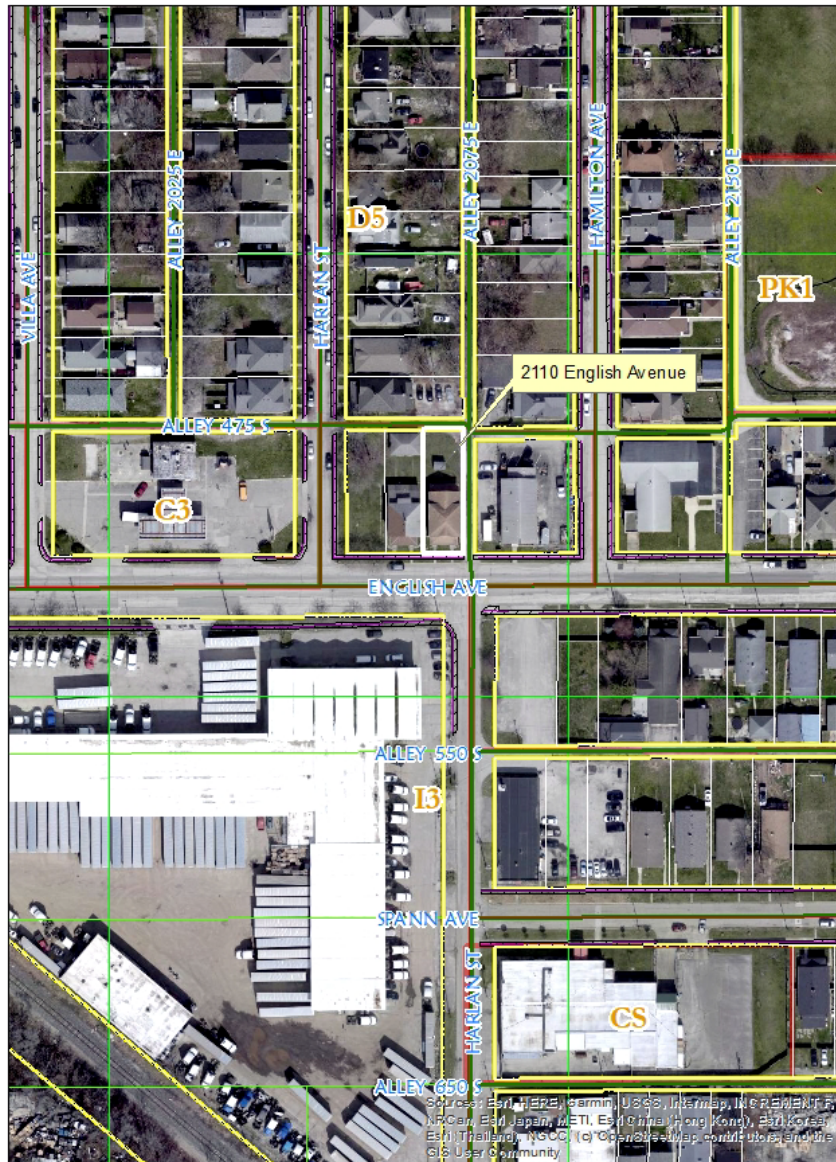 D5
ALLEY 2025 E
ALLEY 2075 E
HAMILTON AVE
ALLEY 2150 E
VILLA AVE
HARLAN ST
PK1
2110 English Avenue
ALLEY 475 S
C3
ENGLISH AVE
ALLEY 550 S
I3
SPANN AVE
HARLAN ST
CS
ALLEY 650 S
Sources: Esri, HERE, Garmin, USGS, Intermap, INCREMENT P,
NRCan, Esri Japan, METI, Esri China (Hong Kong), Esri Korea,
Esri (Thailand), NGCC, (c) OpenStreetMap contributors, and the
GIS User Community